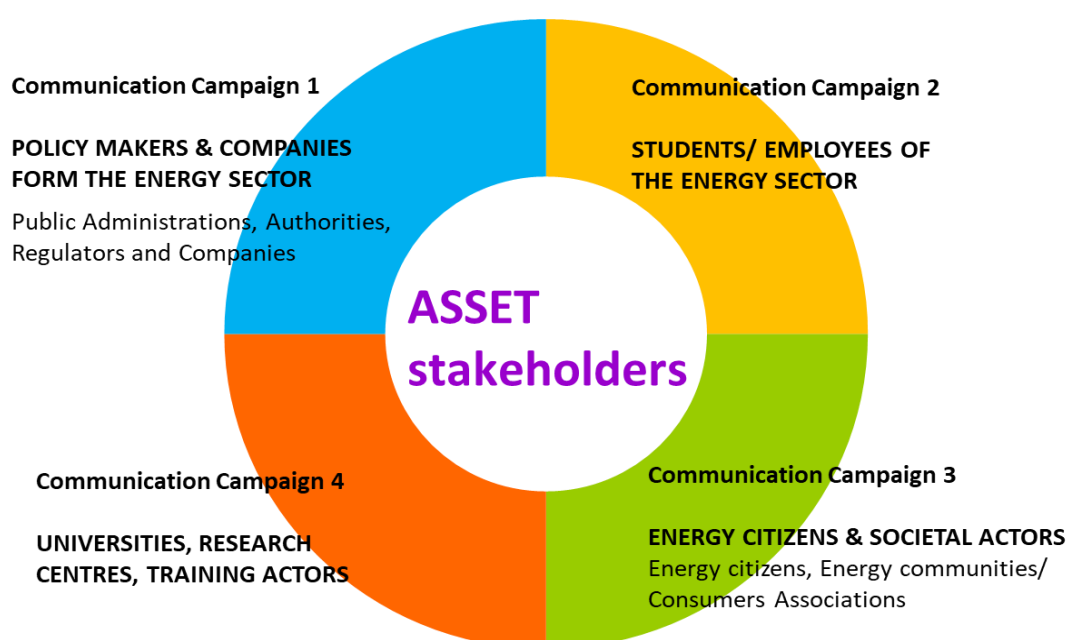 Communication Campaign 1
POLICY MAKERS & COMPANIES
FORM THE ENERGY SECTOR
Public Administrations, Authorities,
Regulators and Companies
Communication Campaign 2
STUDENTS/ EMPLOYEES OF
THE ENERGY SECTOR
ASSET
stakeholders
Communication Campaign 4
UNIVERSITIES, RESEARCH
CENTRES, TRAINING ACTORS
Communication Campaign 3
ENERGY CITIZENS & SOCIETAL ACTORS
Energy citizens, Energy communities/
Consumers Associations